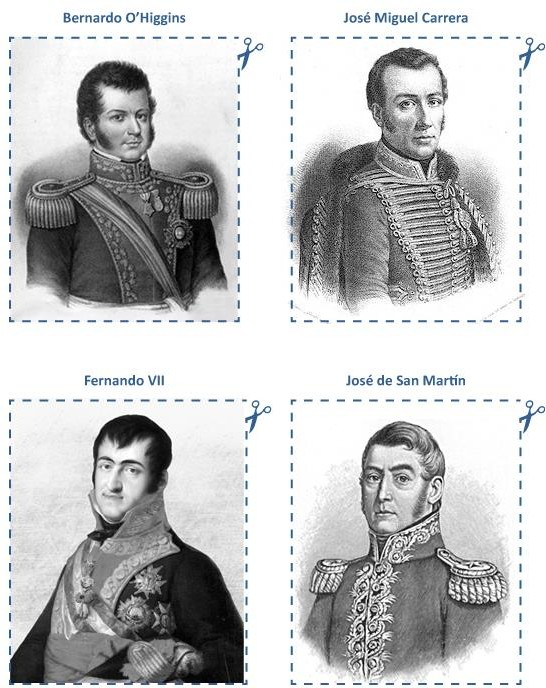 Bernardo O’Higgins
José Miguel Carrera
Fernando VII
José de San Martín